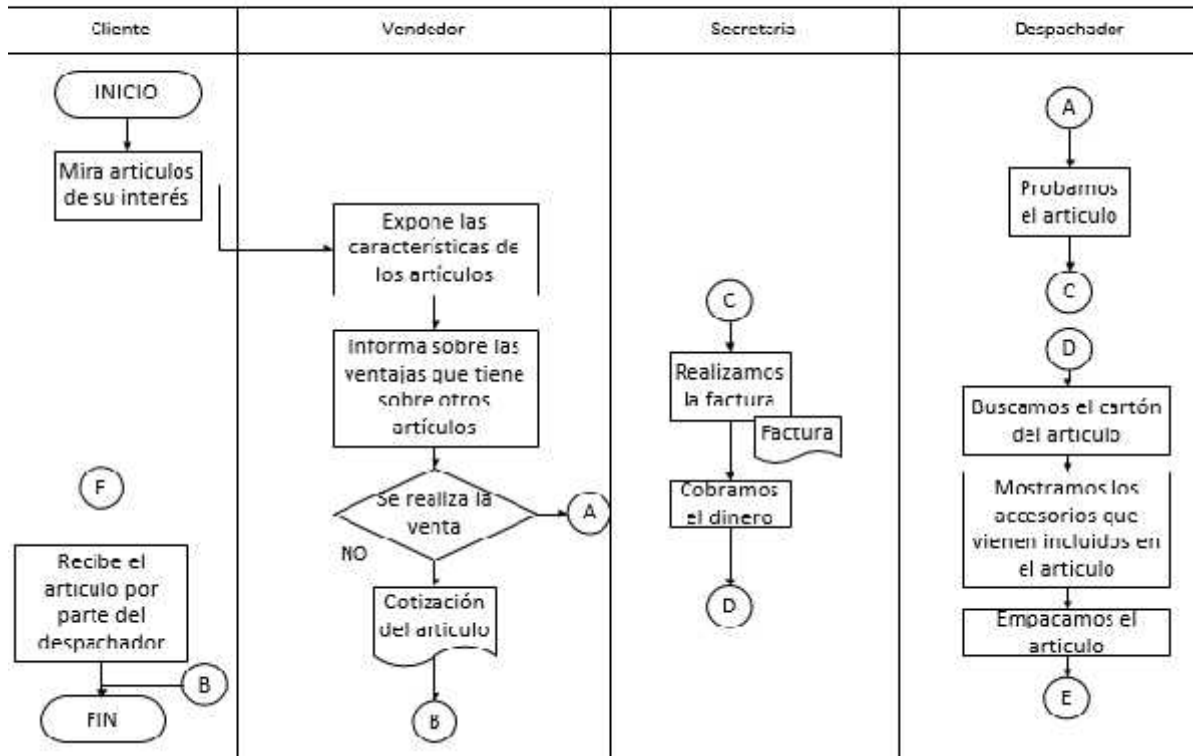 Cliente
Vendedor
Secretaria
Despachador
INICIO
Mira articulos
de su interés
Expone las
características de
los artículos
Informa sobre las
ventajas que tiene
sobre otros
artículos
Se realiza la
venta
A
NO
Cotización
del articulo
B
F
Recibe el
articulo por
parte del
despachador
B
FIN
C
Realizamos
la factura
Factura
Cobramos
el dinero
D
A
Probamos
el articulo
C
D
Buscamos el cartón
del articulo
Mostramos los
accesorios que
vienen incluidos en
el articulo
Empacamos el
articulo
E